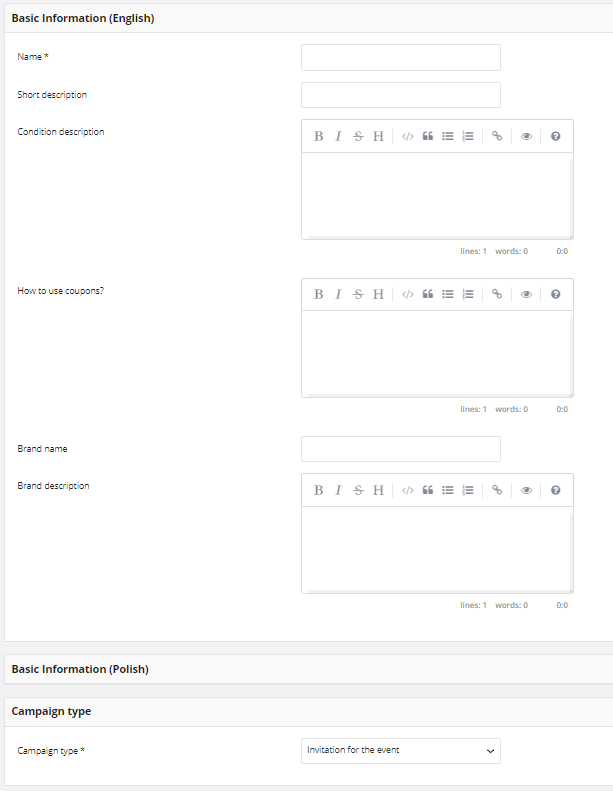 Basic Information (English)
Name *
Short description
Condition description
B I S H
lines: 1 words: 0 0:0
How to use coupons?
B I S H
lines: 1 words: 0 0:0
Brand name
Brand description
B I S H
lines: 1 words: 0 0:0
Basic Information (Polish)
Campaign type
Campaign type * Invitation for the event